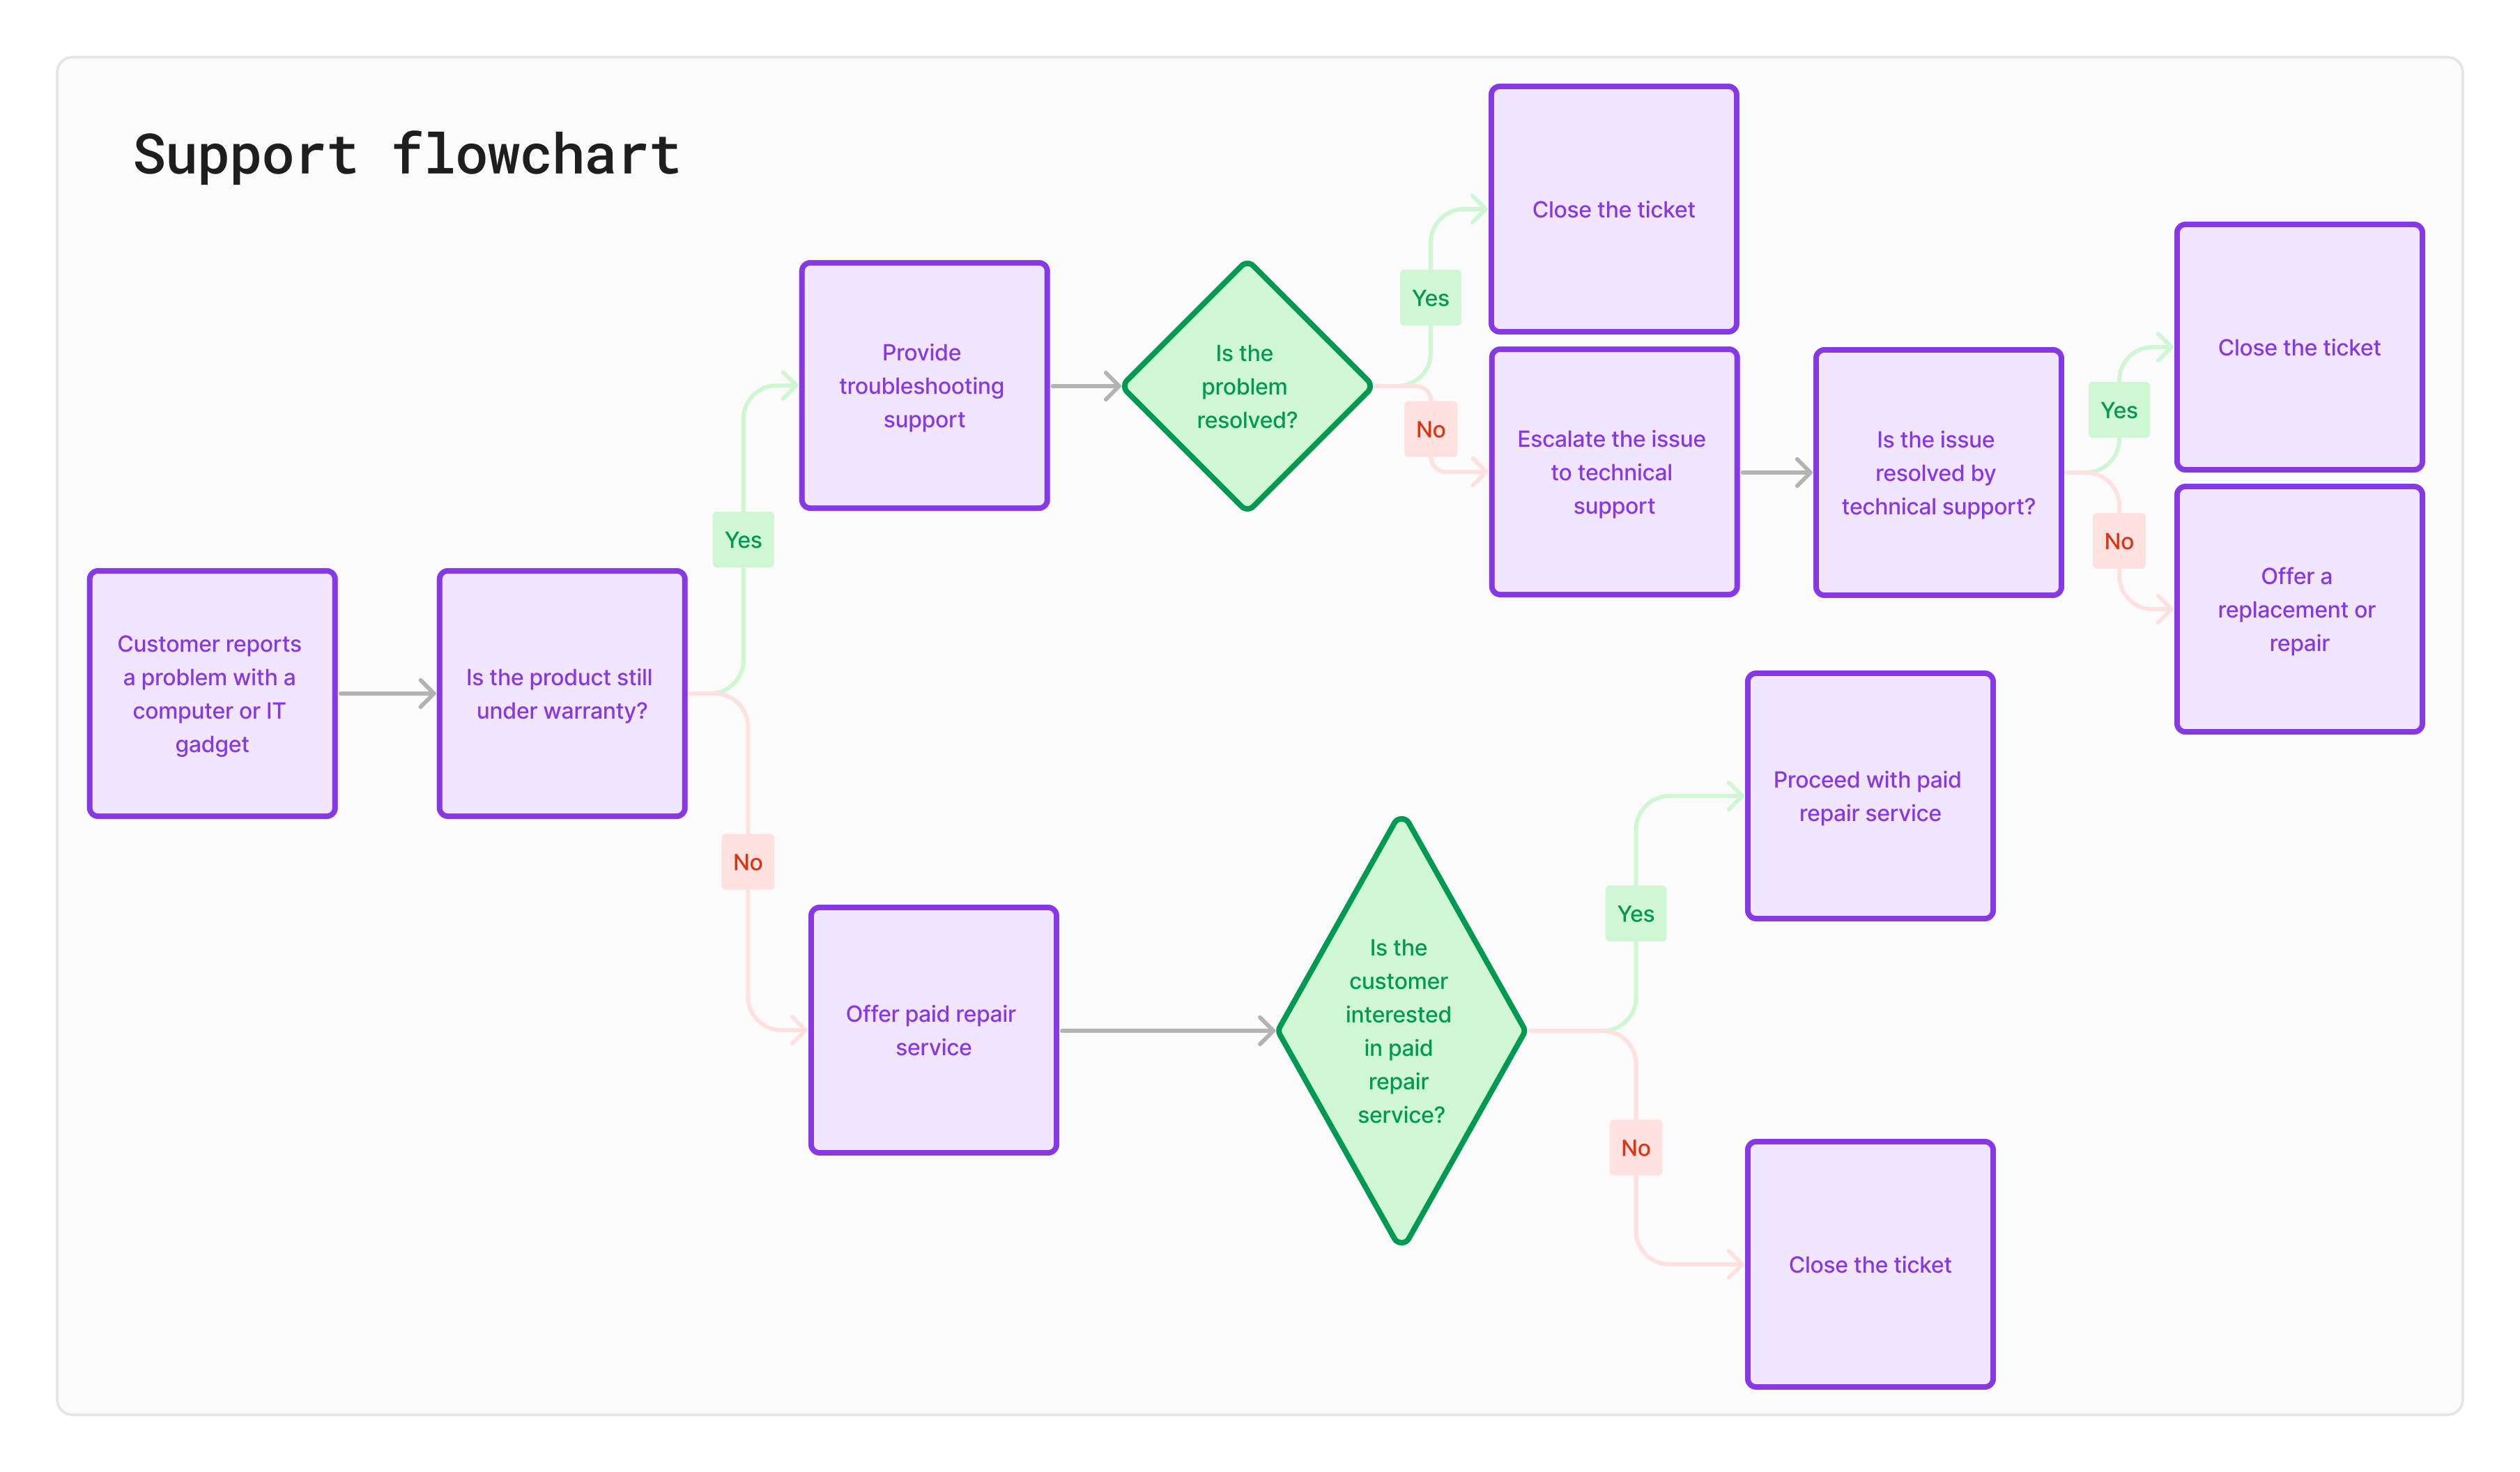 Support flowchart
Customer reports
a problem with a
computer or IT
gadget
Is the product still
under warranty?
Yes
No
Provide
troubleshooting
support
Is the
problem
resolved?
Yes
No
Close the ticket
Escalate the issue
to technical
support
Is the issue
resolved by
technical support?
Yes
No
Close the ticket
Offer a
replacement or
repair
Offer paid repair
service
Is the
customer
interested
in paid
repair
service?
Yes
No
Proceed with paid
repair service
Close the ticket